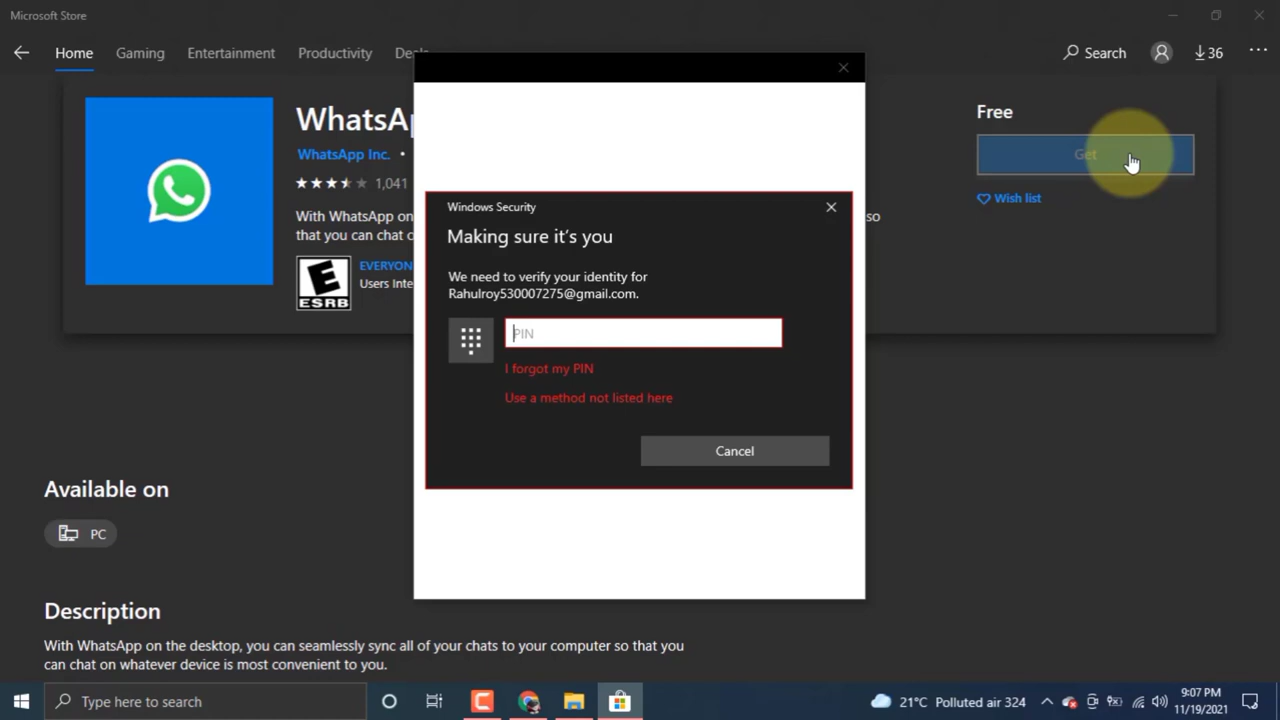 Microsoft Store
Home Gaming Entertainment Productivity Search 36 ...
WhatsA
Free
WhatsApp Inc. •
Get
1,041
Wish list
With WhatsApp on so
that you can chat
EVERYON
Users Inte
ESRB
Windows Security
Making sure it's you
We need to verify your identity for
Rahulroy530007275@gmail.com.
PIN
I forgot my PIN
Use a method not listed here
Cancel
Available on
PC
Description
With WhatsApp on the desktop, you can seamlessly sync all of your chats to your computer so that you
can chat on whatever device is most convenient to you.
Type here to search 21°C Polluted air 324 9:07 PM
11/19/2021